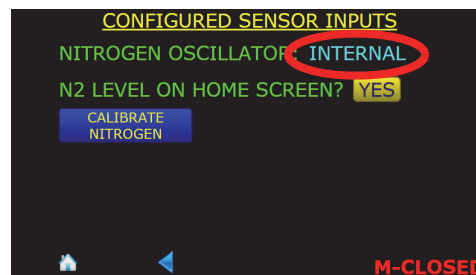 CONFIGURED SENSOR INPUTS
NITROGEN OSCILLATOR: INTERNAL
N2 LEVEL ON HOME SCREEN? YES
CALIBRATE
NITROGEN
M-CLOSED